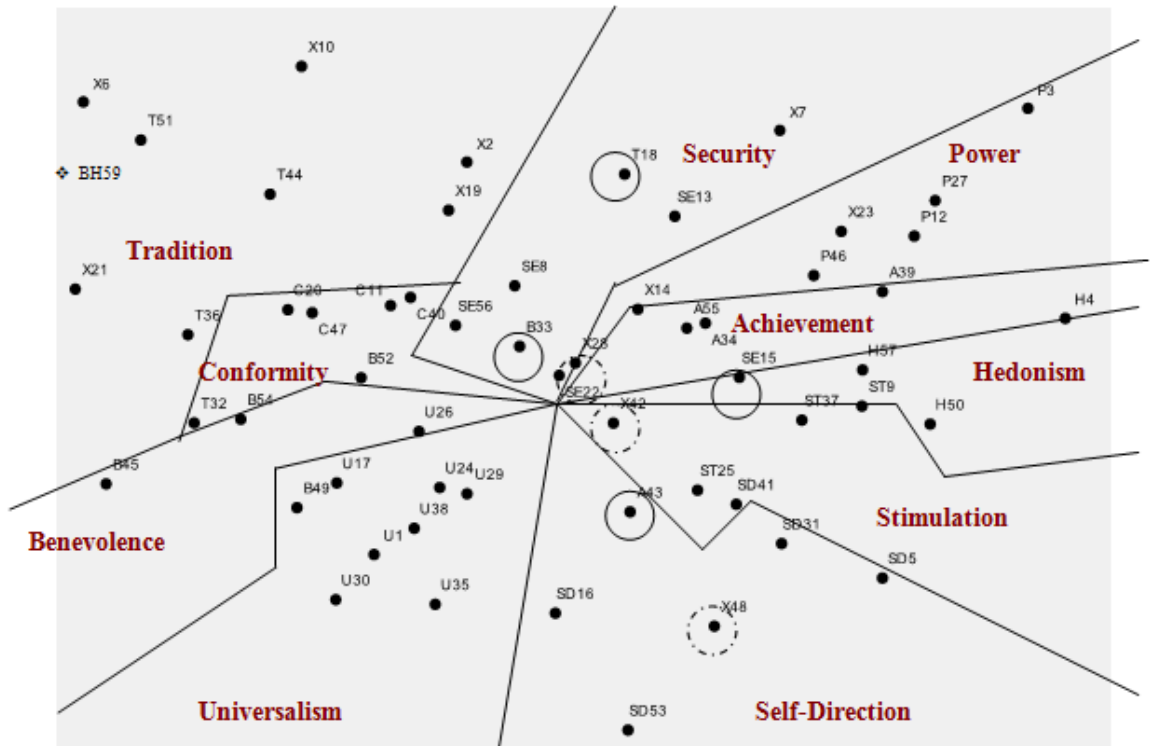 X10
X6
T51
X7
P3
BH59
X2
T18
Security
Power
T44
X19
SE13
P27
X23
P12
Tradition
P46
X21
SE8
C20
C11
X14
A39
C47
C40
SE56
A55
A34
Achievement
H4
T36
B33
X28
SE15
H57
Conformity
B52
SE22
Hedonism
T32
B54
U26
X42
ST37
ST9
H50
B45
U17
U24
U29
ST25
B49
A43
SD41
Benevolence
U38
SD31
Stimulation
U1
SD5
U30
U35
SD16
X48
Universalism
Self-Direction
SD53